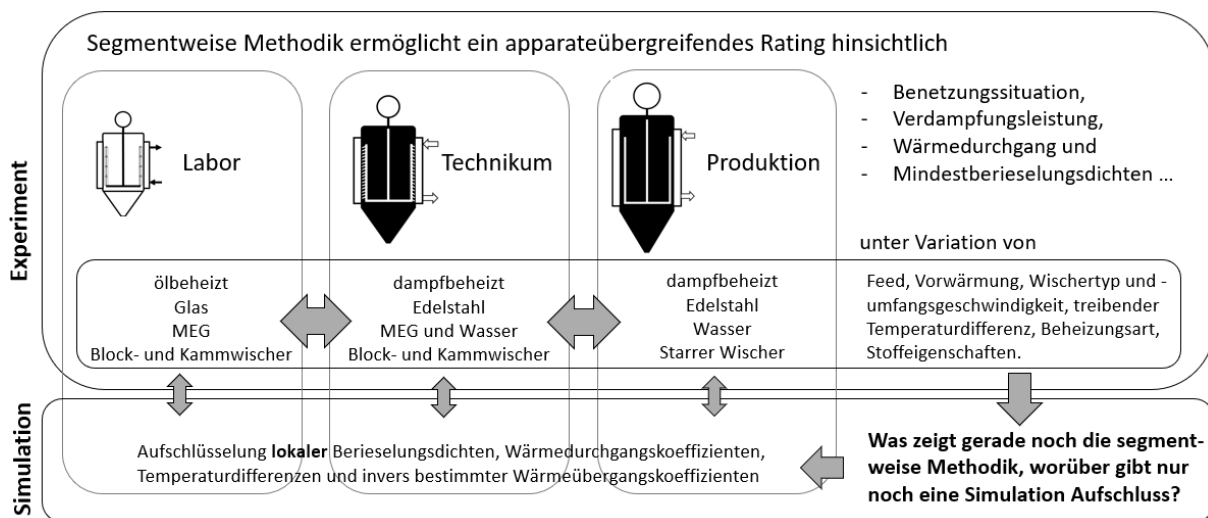 Segmentweise Methodik ermöglicht ein apparateübergreifendes Rating hinsichtlich
Labor
Technikum
Produktion
- Benetzungssituation,
- Verdampfungsleistung,
- Wärmedurchgang und
- Mindestberieselungsdichten ...
Experiment
unter Variation von
ölbeheizt
Glas
MEG
Block- und Kammwischer
dampfbeheizt
Edelstahl
MEG und Wasser
Block- und Kammwischer
dampfbeheizt
Edelstahl
Wasser
Starrer Wischer
Feed, Vorwärmung, Wischertyp und -
umfangsgeschwindigkeit, treibender
Temperaturdifferenz, Beheizungsart,
Stoffeigenschaften.
Simulation
Aufschlüsselung lokaler Berieselungsdichten, Wärmedurchgangskoeffizienten,
Temperaturdifferenzen und invers bestimmter Wärmeübergangskoeffizienten
Was zeigt gerade noch die segment-
weise Methodik, worüber gibt nur
noch eine Simulation Aufschluss?